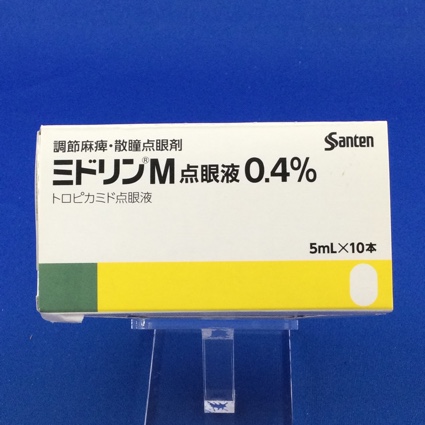 調節麻痺・散瞳点眼剤
Santen
ミドリン®M点眼液0.4%
トロピカミド点眼液
5mL×10本